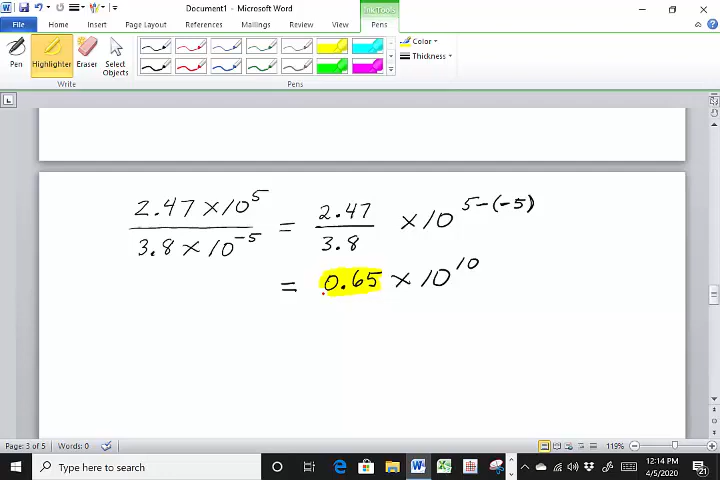 Document1 - Microsoft Word
InkTools
File Home Insert Page Layout References Mailings Review View Pens
Pen Highlighter Eraser Select Objects
Color
Thickness
Write Pens
2.47 × 10^5 / 3.8 × 10^-5 = 2.47 / 3.8 × 10^5-(-5)
= 0.65 × 10^10
Page: 3 of 5 Words: 0 119%
Type here to search
12:14 PM
4/5/2020
21